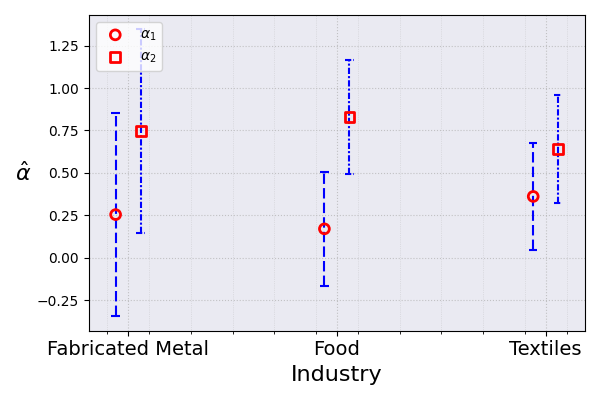 α₁
α₂
1.25
1.00
0.75
0.50
0.25
0.00
−0.25
α̂
Fabricated Metal Food Textiles
Industry